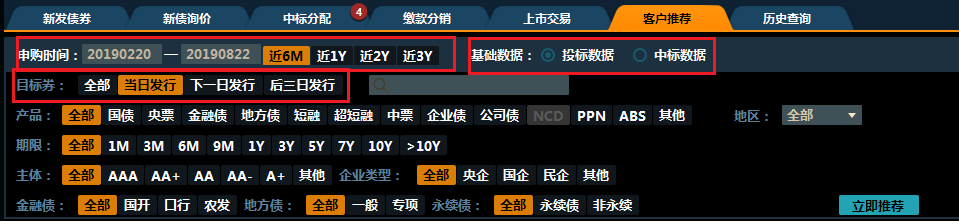 新发债券 新债询价 中标分配 4 缴款分销 上市交易 客户推荐 历史查询
申购时间： 20190220 — 20190822 近6M 近1Y 近2Y 近3Y 基础数据： 投标数据 中标数据
目标券： 全部 当日发行 下一日发行 后三日发行
产品： 全部 国债 央票 金融债 地方债 短融 超短融 中票 企业债 公司债 NCD PPN ABS 其他 地区： 全部
期限： 全部 1M 3M 6M 9M 1Y 3Y 5Y 7Y 10Y >10Y
主体： 全部 AAA AA+ AA AA- A+ 其他 企业类型： 全部 央企 国企 民企 其他
金融债： 全部 国开 口行 农发 地方债： 全部 一般 专项 永续债： 全部 永续债 非永续 立即推荐